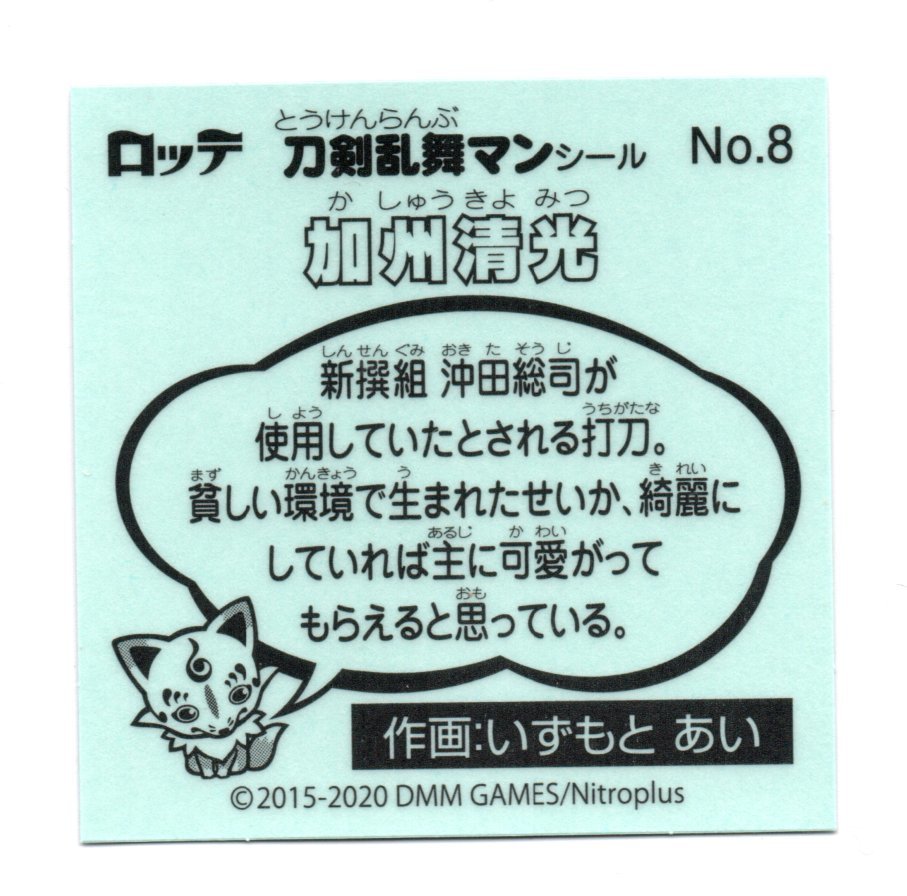 ロッテ とうけんらんぶ 刀剣乱舞マンシール No.8
か しゅう きよ みつ
加州清光
しん せん ぐみ おき た そう じ
新撰組 沖田総司が
し よう うちがたな
使用していたとされる打刀。
まず かんきょう う き れい
貧しい環境で生まれたせいか、綺麗に
あるじ か わい
していれば主に可愛がって
おも
もらえると思っている。
作画:いずもと あい
©2015-2020 DMM GAMES/Nitroplus